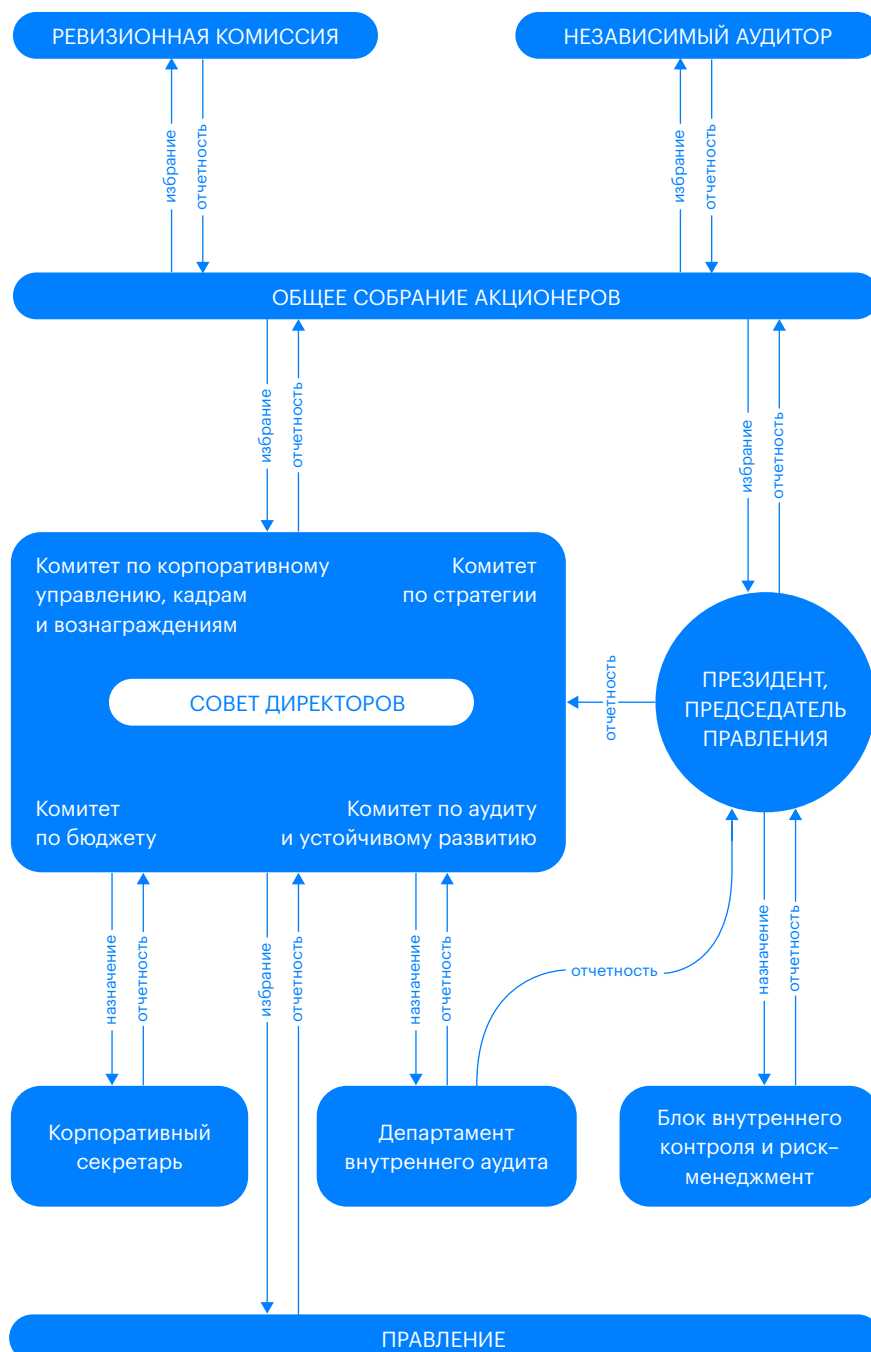 РЕВИЗИОННАЯ КОМИССИЯ
НЕЗАВИСИМЫЙ АУДИТОР
избрание
отчетность
избрание
отчетность
ОБЩЕЕ СОБРАНИЕ АКЦИОНЕРОВ
избрание
отчетность
избрание
отчетность
Комитет по корпоративному
управлению, кадрам
и вознаграждениям
Комитет
по стратегии
СОВЕТ ДИРЕКТОРОВ
отчетность
ПРЕЗИДЕНТ,
ПРЕДСЕДАТЕЛЬ
ПРАВЛЕНИЯ
Комитет
по бюджету
Комитет по аудиту
и устойчивому развитию
назначение
отчетность
избрание
отчетность
назначение
отчетность
отчетность
назначение
отчетность
Корпоративный
секретарь
Департамент
внутреннего аудита
Блок внутреннего
контроля и риск–
менеджмент
ПРАВЛЕНИЕ